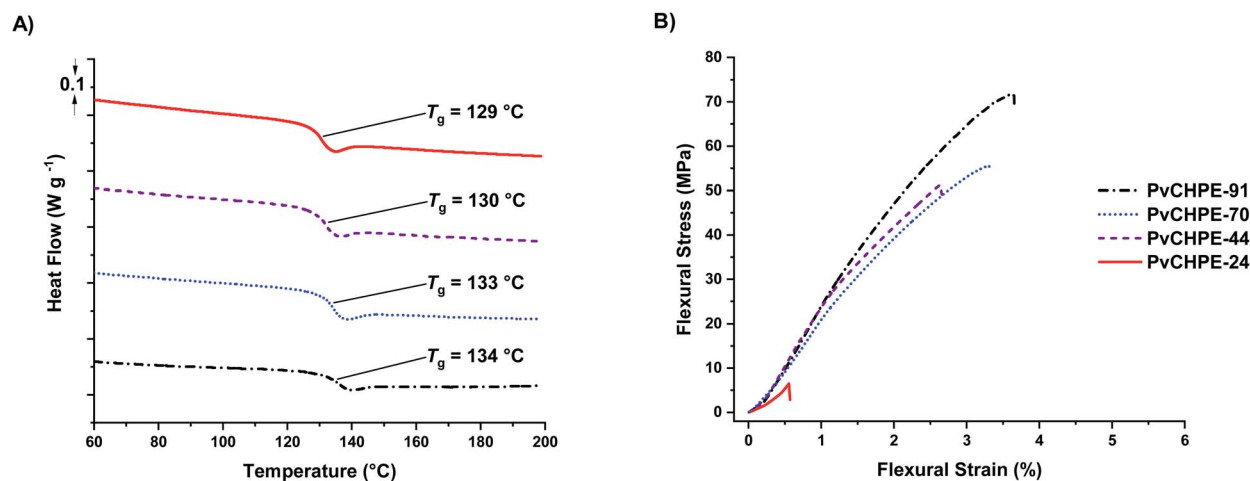 A)
0.1
Heat Flow (W g⁻¹)
Tg = 129 °C
Tg = 130 °C
Tg = 133 °C
Tg = 134 °C
60 80 100 120 140 160 180 200
Temperature (°C)
B)
Flexural Stress (MPa)
80
70
60
50
40
30
20
10
0
0 1 2 3 4 5 6
Flexural Strain (%)
PvCHPE-91
PvCHPE-70
PvCHPE-44
PvCHPE-24